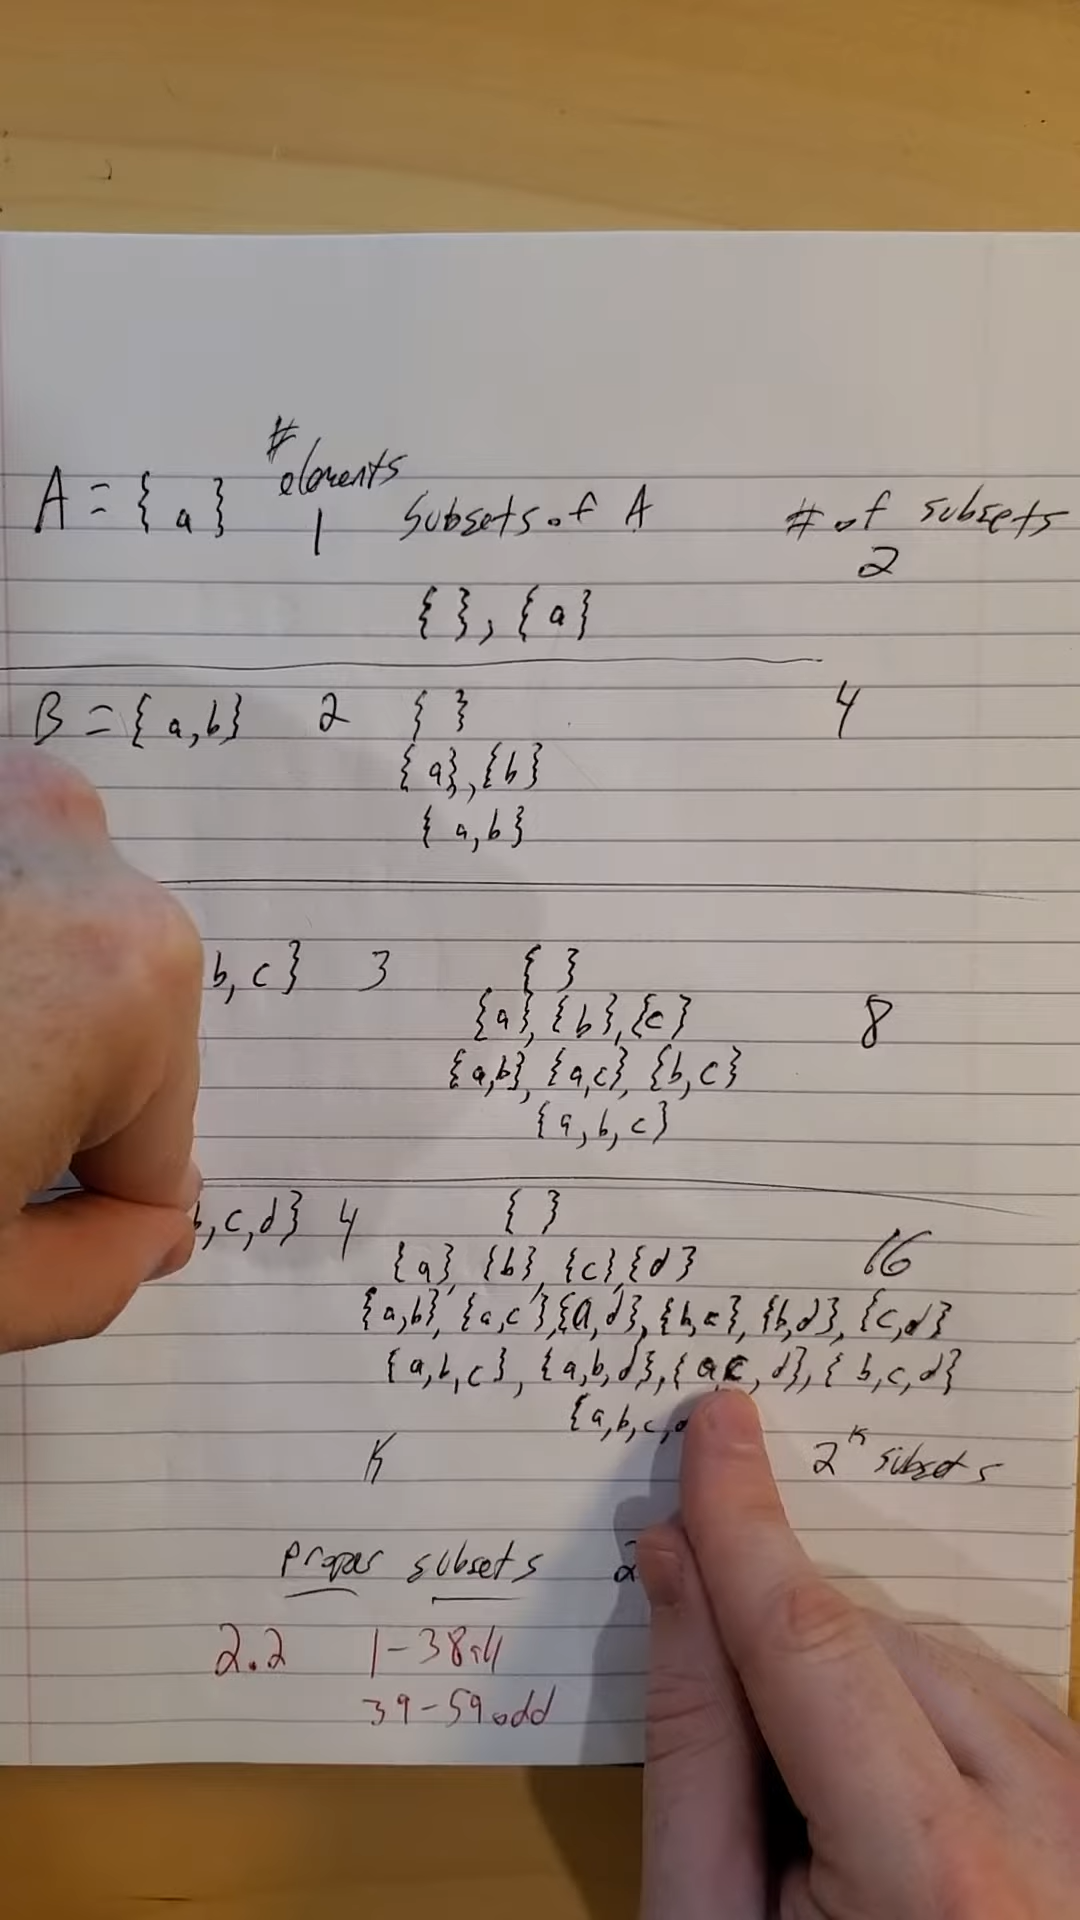 # elements
A = { a } 1 subsets of A # of subsets
2
{ }, { a }
B = { a, b } 2 { } 4
{ a }, { b }
{ a, b }
b, c } 3 { }
{ a }, { b }, { c } 8
{ a, b }, { a, c }, { b, c }
{ a, b, c }
b, c, d } 4 { }
{ a }, { b }, { c } { d } 16
{ a, b }, { a, c }, { a, d }, { b, c }, { b, d }, { c, d }
{ a, b, c }, { a, b, d }, { a, c, d }, { b, c, d }
{ a, b, c,
K 2^K subsets
Proper subsets 2
2.2 1-38 all
39-59 odd